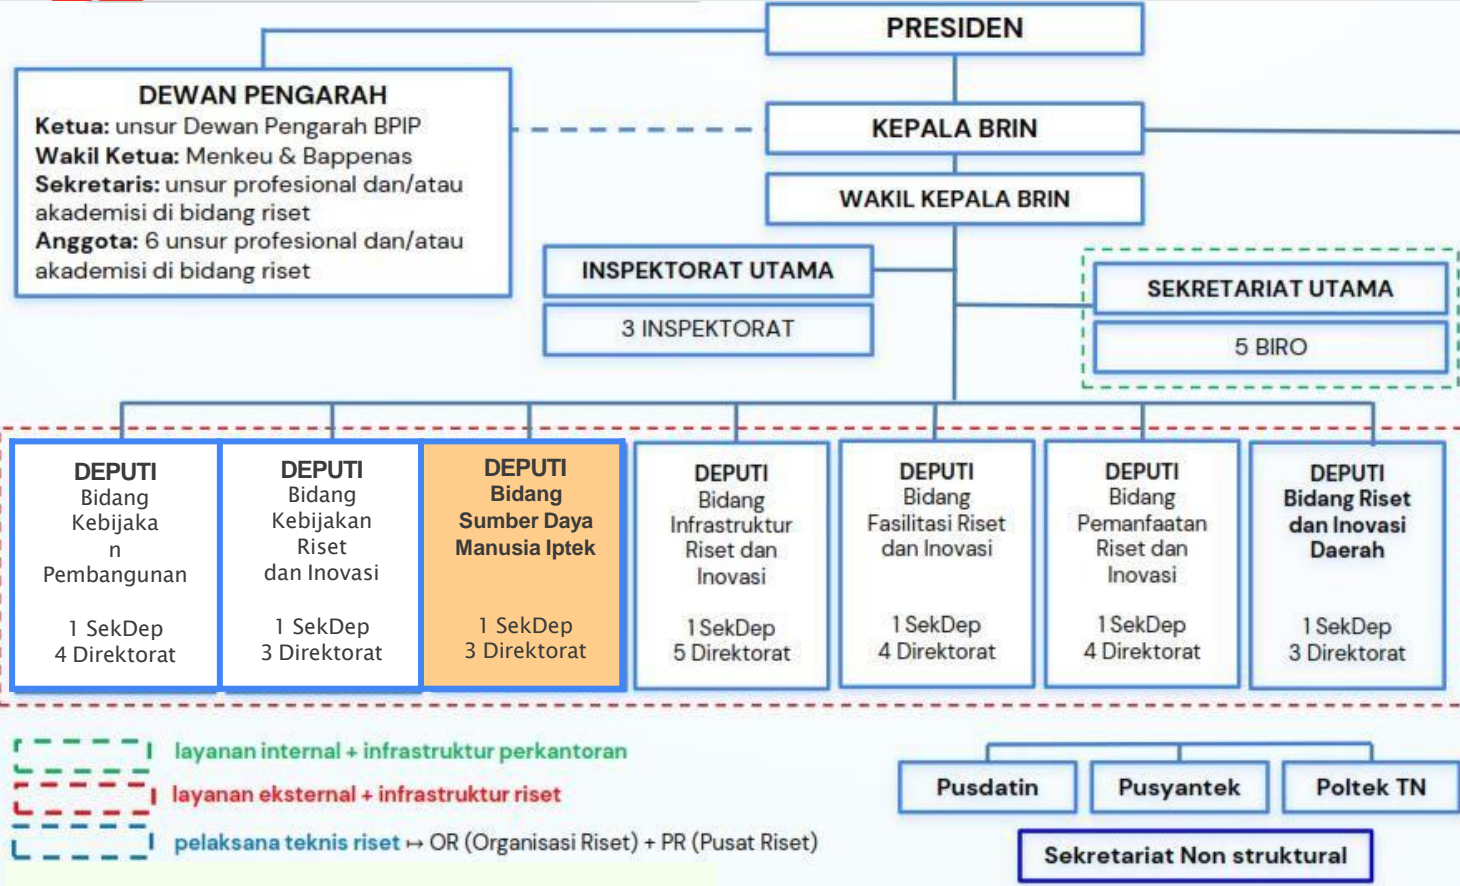 PRESIDEN
DEWAN PENGARAH
Ketua: unsur Dewan Pengarah BPIP
Wakil Ketua: Menkeu & Bappenas
Sekretaris: unsur profesional dan/atau
akademisi di bidang riset
Anggota: 6 unsur profesional dan/atau
akademisi di bidang riset
KEPALA BRIN
WAKIL KEPALA BRIN
INSPEKTORAT UTAMA
3 INSPEKTORAT
SEKRETARIAT UTAMA
5 BIRO
DEPUTI
Bidang
Kebijaka
n
Pembangunan
1 SekDep
4 Direktorat
DEPUTI
Bidang
Kebijakan
Riset
dan Inovasi
1 SekDep
3 Direktorat
DEPUTI
Bidang
Sumber Daya
Manusia Iptek
1 SekDep
3 Direktorat
DEPUTI
Bidang
Infrastruktur
Riset dan
Inovasi
1 SekDep
5 Direktorat
DEPUTI
Bidang
Fasilitasi Riset
dan Inovasi
1 SekDep
4 Direktorat
DEPUTI
Bidang
Pemanfaatan
Riset dan
Inovasi
1 SekDep
4 Direktorat
DEPUTI
Bidang Riset
dan Inovasi
Daerah
1 SekDep
3 Direktorat
layanan internal + infrastruktur perkantoran
layanan eksternal + infrastruktur riset
pelaksana teknis riset ↦ OR (Organisasi Riset) + PR (Pusat Riset)
Pusdatin
Pusyantek
Poltek TN
Sekretariat Non struktural